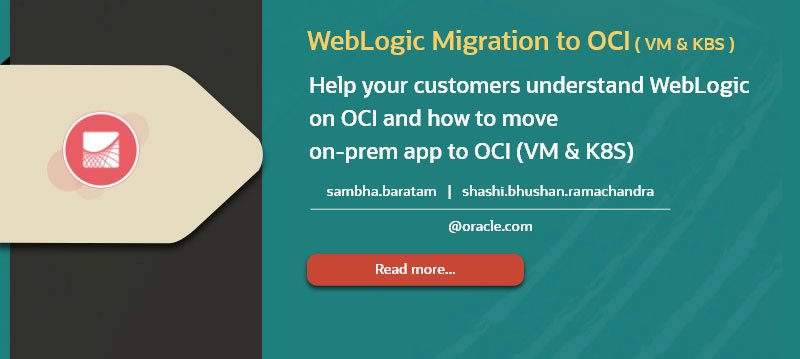 WebLogic Migration to OCI ( VM & KBS )
Help your customers understand WebLogic
on OCI and how to move
on-prem app to OCI (VM & K8S)
sambha.baratam | shashi.bhushan.ramachandra
@oracle.com
Read more...